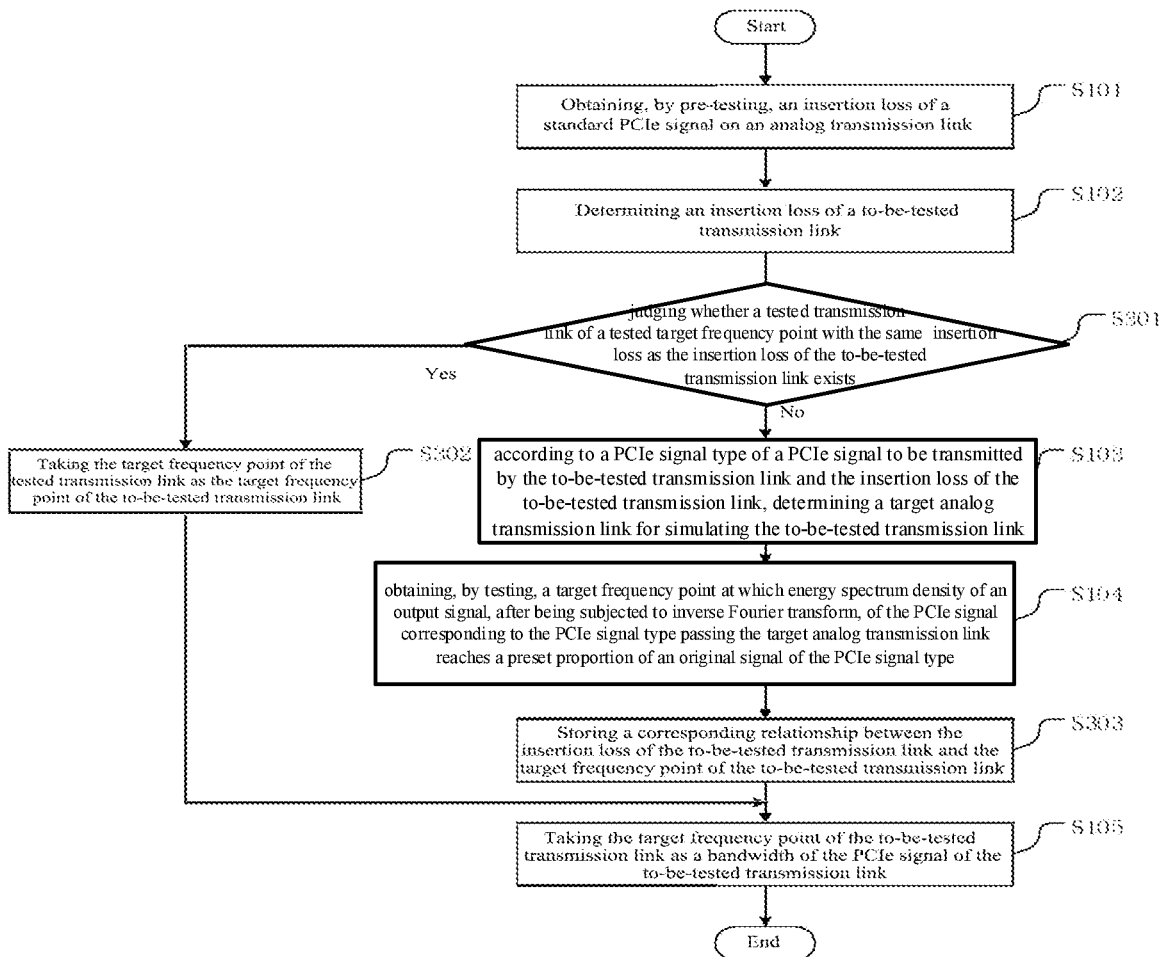 Start
S101
Obtaining, by pre-testing, an insertion loss of a
standard PCIe signal on an analog transmission link
S102
Determining an insertion loss of a to-be-tested
transmission link
S301
judging whether a tested transmission
link of a tested target frequency point with the same insertion
loss as the insertion loss of the to-be-tested
transmission link exists
Yes
No
S302
Taking the target frequency point of the
tested transmission link as the target frequency
point of the to-be-tested transmission link
S103
according to a PCIe signal type of a PCIe signal to be transmitted
by the to-be-tested transmission link and the insertion loss of the
to-be-tested transmission link, determining a target analog
transmission link for simulating the to-be-tested transmission link
S104
obtaining, by testing, a target frequency point at which energy spectrum density of an
output signal, after being subjected to inverse Fourier transform, of the PCIe signal
corresponding to the PCIe signal type passing the target analog transmission link
reaches a preset proportion of an original signal of the PCIe signal type
S303
Storing a corresponding relationship between the
insertion loss of the to-be-tested transmission link and the
target frequency point of the to-be-tested transmission link
S105
Taking the target frequency point of the to-be-tested
transmission link as a bandwidth of the PCIe signal of the
to-be-tested transmission link
End